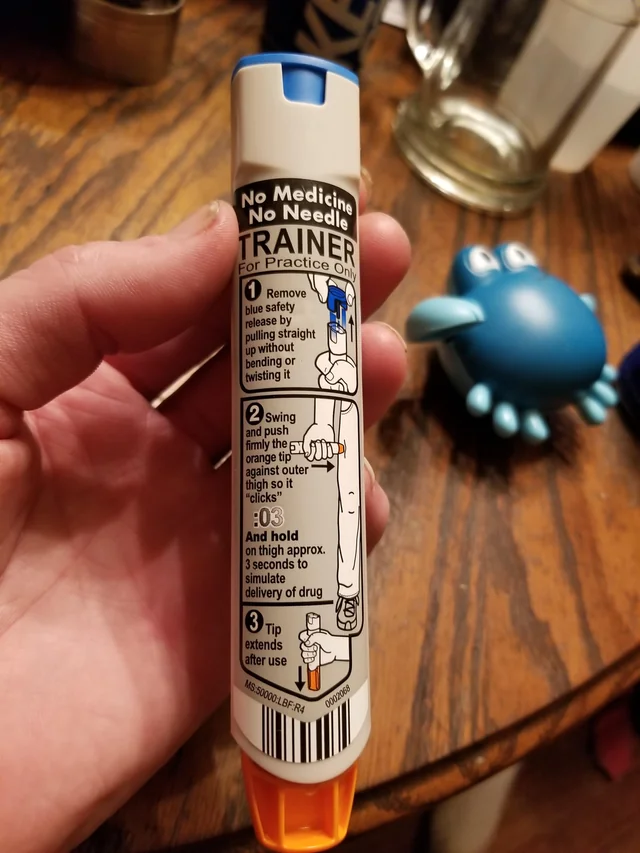 No Medicine
No Needle
TRAINER
For Practice Only
1 Remove
blue safety
release by
pulling straight
up without
bending or
twisting it
2 Swing
and push
firmly the
orange tip
against outer
thigh so it
“clicks”
:03
And hold
on thigh approx.
3 seconds to
simulate
delivery of drug
3 Tip
extends
after use
MS:50000:LBF:R4
0002068